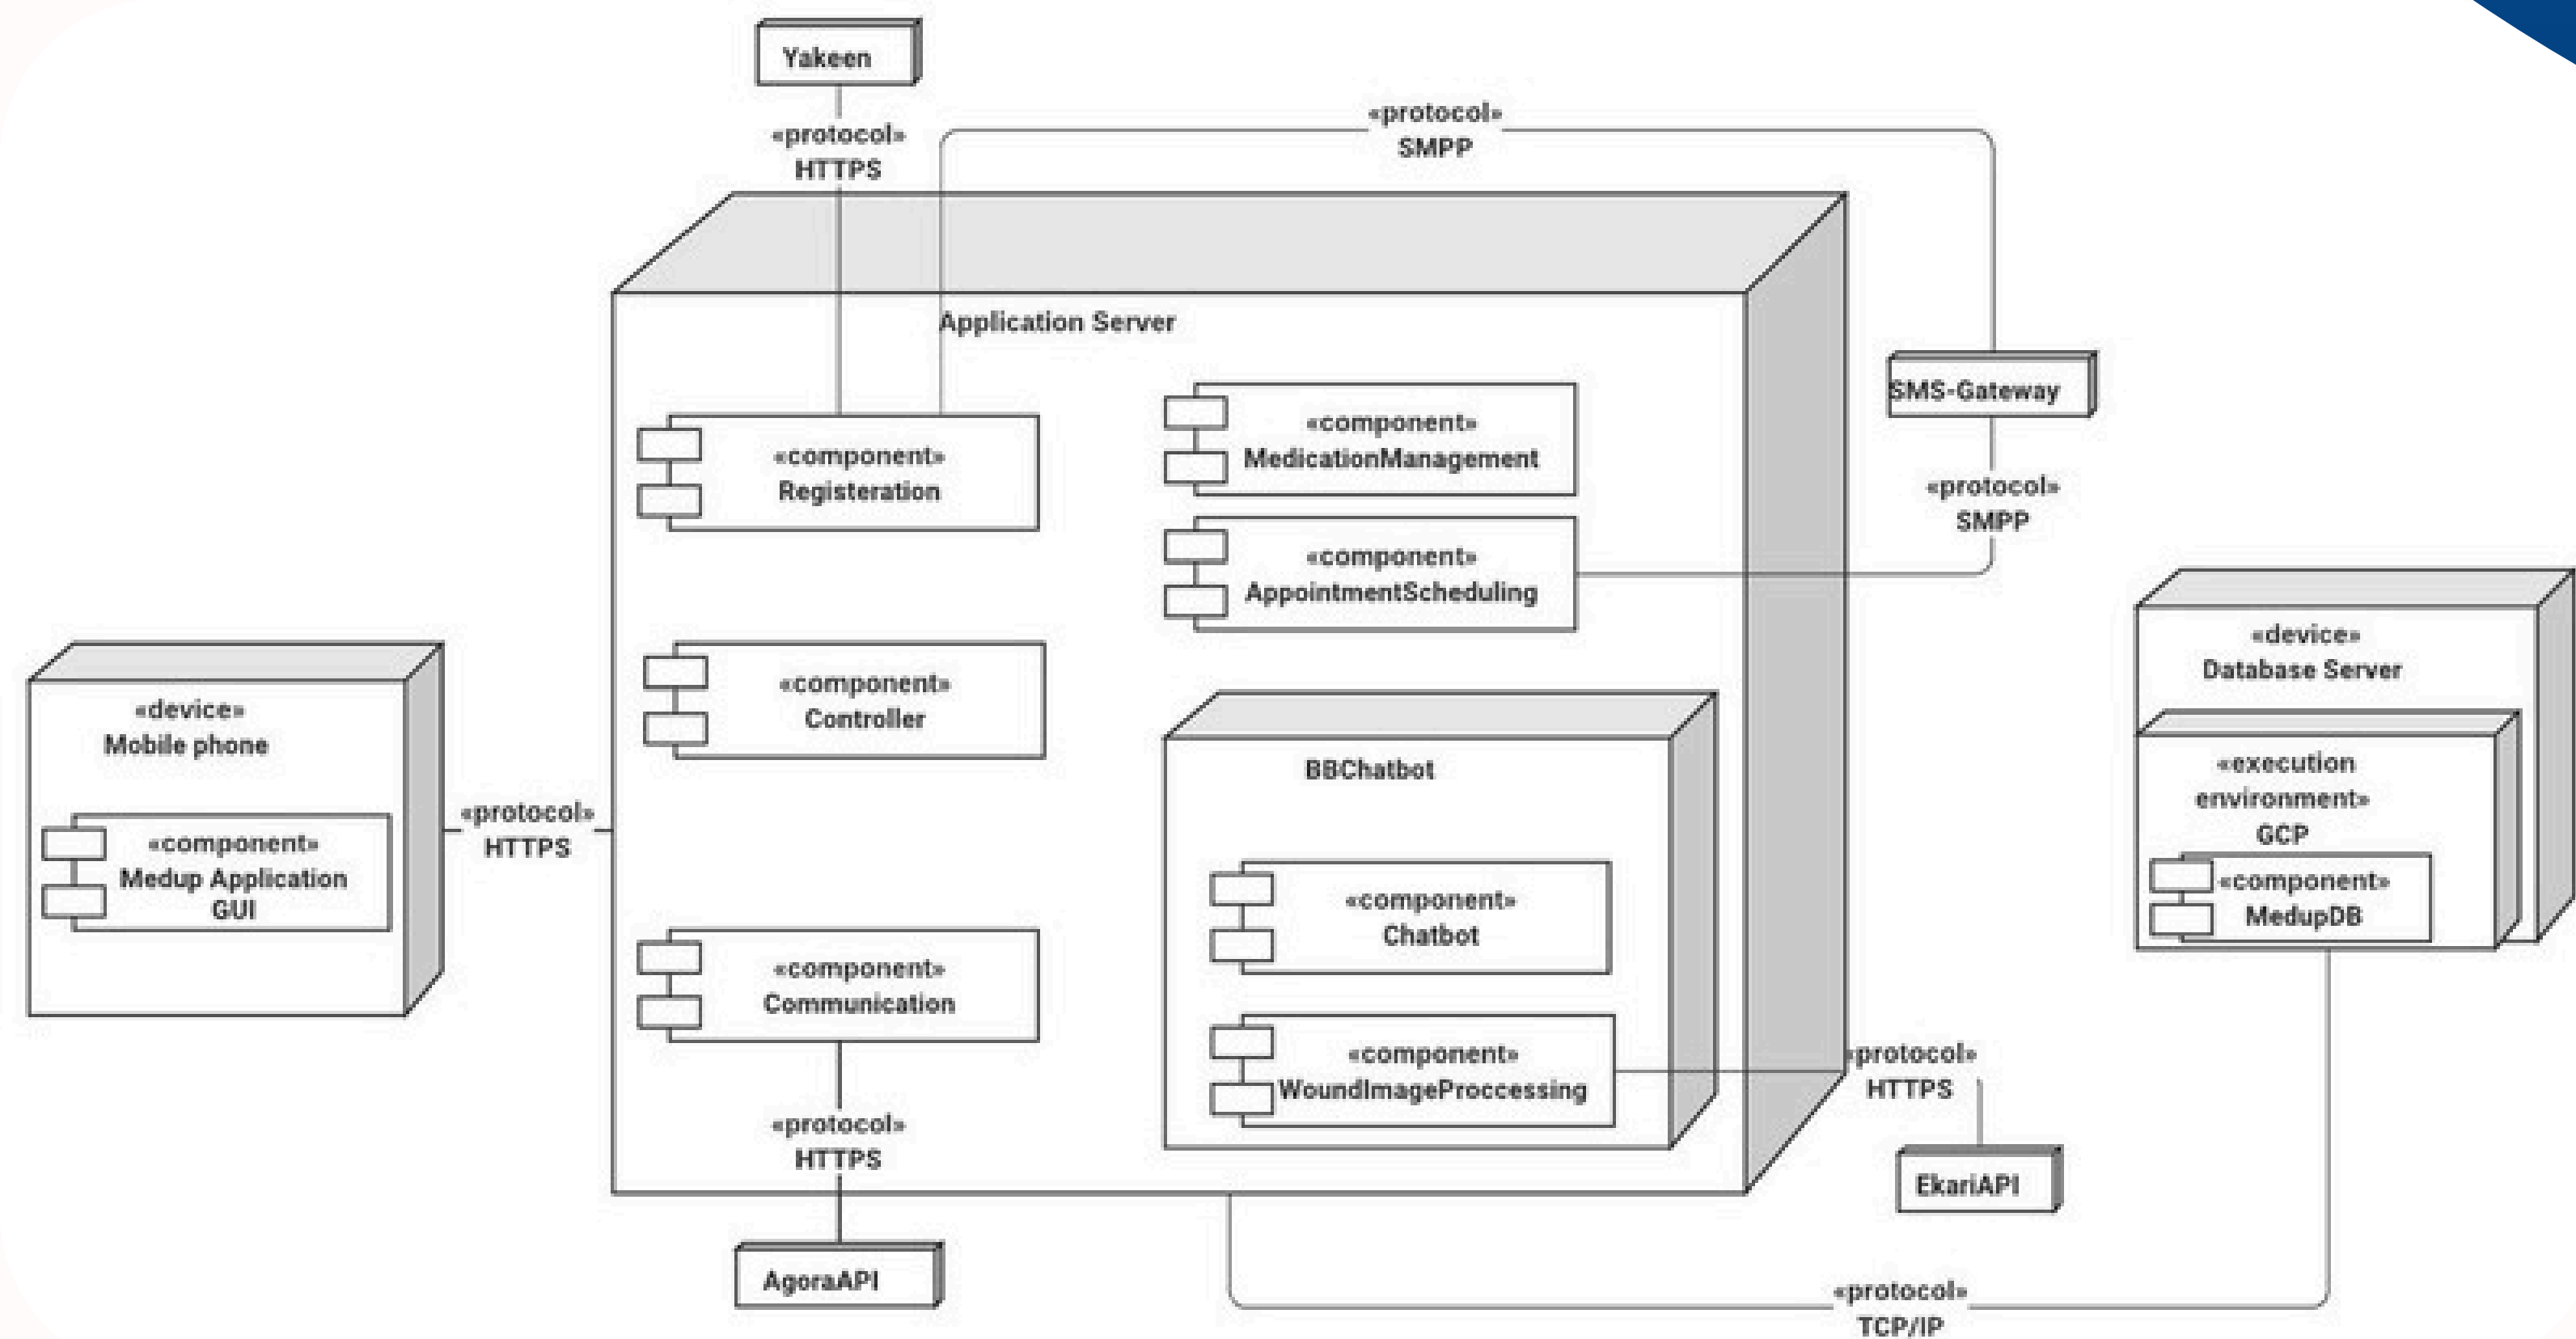 Yakeen
«protocol»
HTTPS
«protocol»
SMPP
Application Server
SMS-Gateway
«protocol»
SMPP
«component»
Registeration
«component»
MedicationManagement
«component»
AppointmentScheduling
«component»
Controller
«component»
Communication
«protocol»
HTTPS
AgoraAPI
BBChatbot
«component»
Chatbot
«component»
WoundImageProccessing
«device»
Mobile phone
«component»
Medup Application
GUI
«protocol»
HTTPS
«device»
Database Server
«execution
environment»
GCP
«component»
MedupDB
«protocol»
HTTPS
EkariAPI
«protocol»
TCP/IP